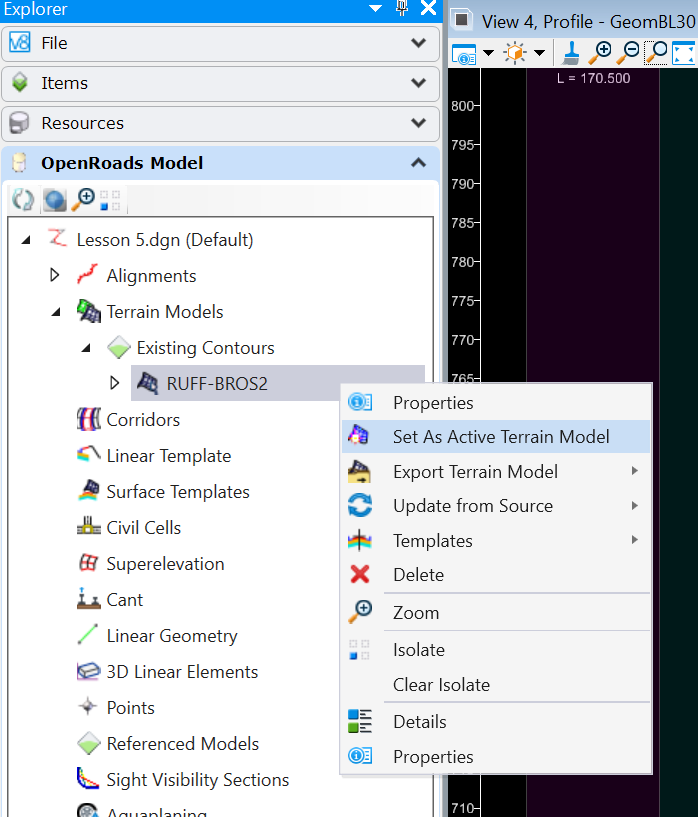 Explorer
View 4, Profile - GeomBL30
File
Items
Resources
OpenRoads Model
L = 170.500
800
795
790
785
780
775
770
765
710
Lesson 5.dgn (Default)
Alignments
Terrain Models
Existing Contours
RUFF-BROS2
Corridors
Linear Template
Surface Templates
Civil Cells
Superelevation
Cant
Linear Geometry
3D Linear Elements
Points
Referenced Models
Sight Visibility Sections
Aquaplaning
Properties
Set As Active Terrain Model
Export Terrain Model
Update from Source
Templates
Delete
Zoom
Isolate
Clear Isolate
Details
Properties